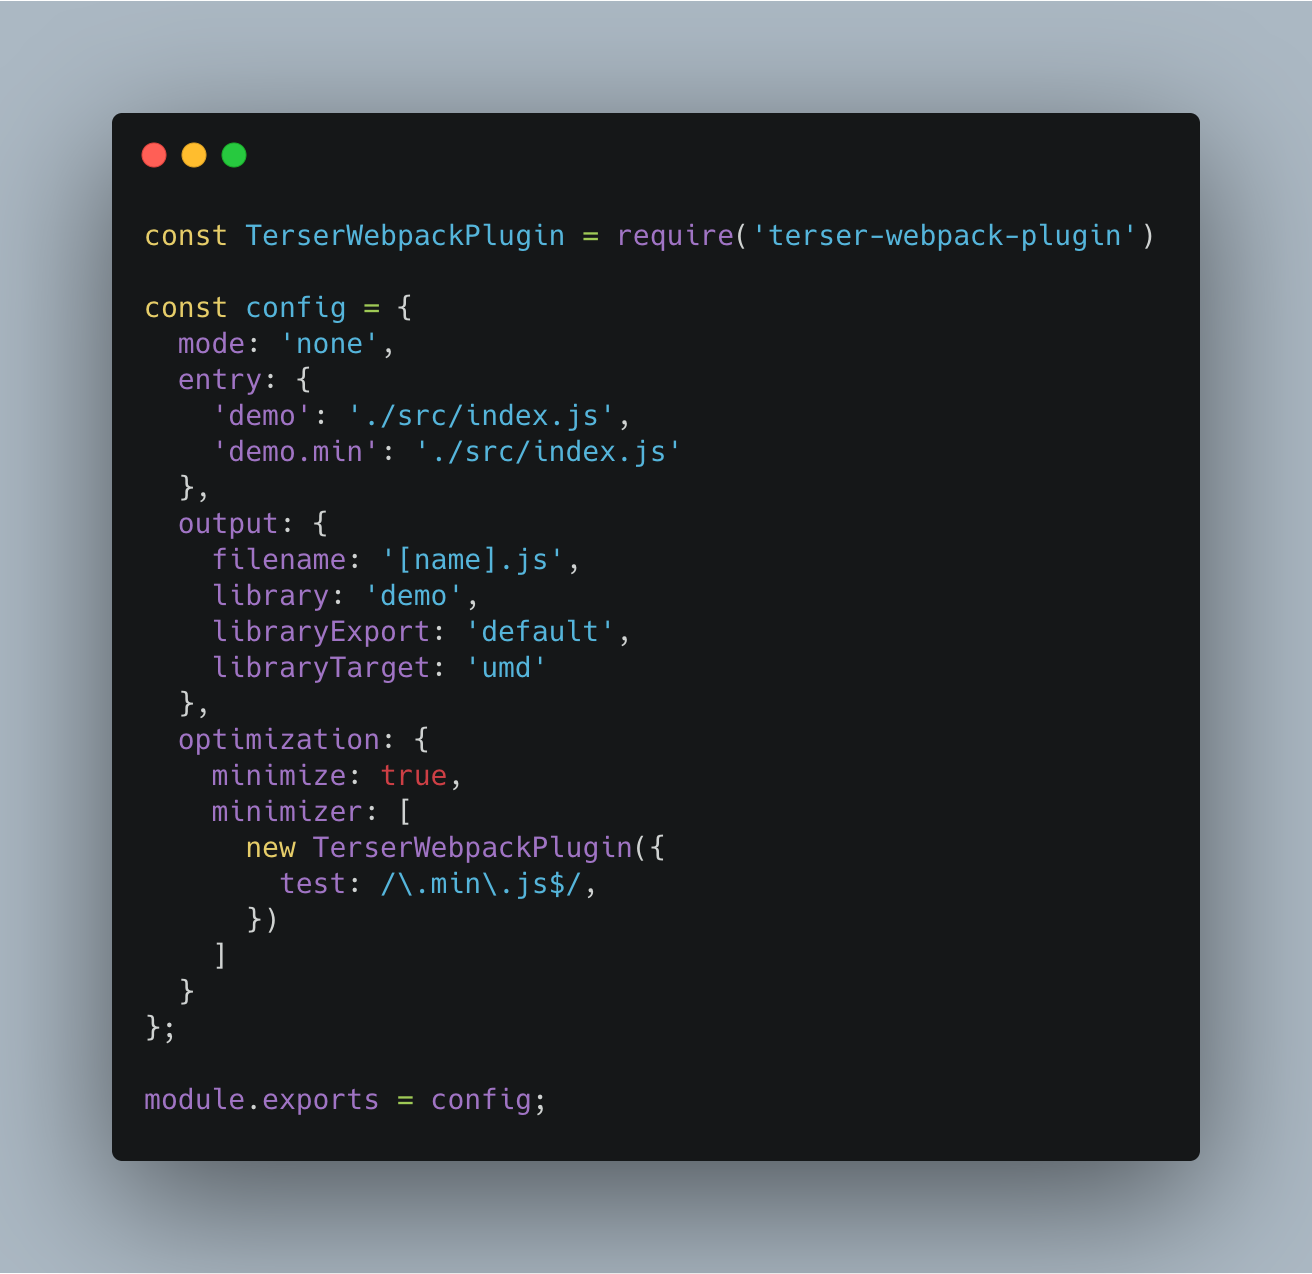 const TerserWebpackPlugin = require('terser-webpack-plugin')

const config = {
  mode: 'none',
  entry: {
    'demo': './src/index.js',
    'demo.min': './src/index.js'
  },
  output: {
    filename: '[name].js',
    library: 'demo',
    libraryExport: 'default',
    libraryTarget: 'umd'
  },
  optimization: {
    minimize: true,
    minimizer: [
      new TerserWebpackPlugin({
        test: /\.min\.js$/,
      })
    ]
  }
};

module.exports = config;